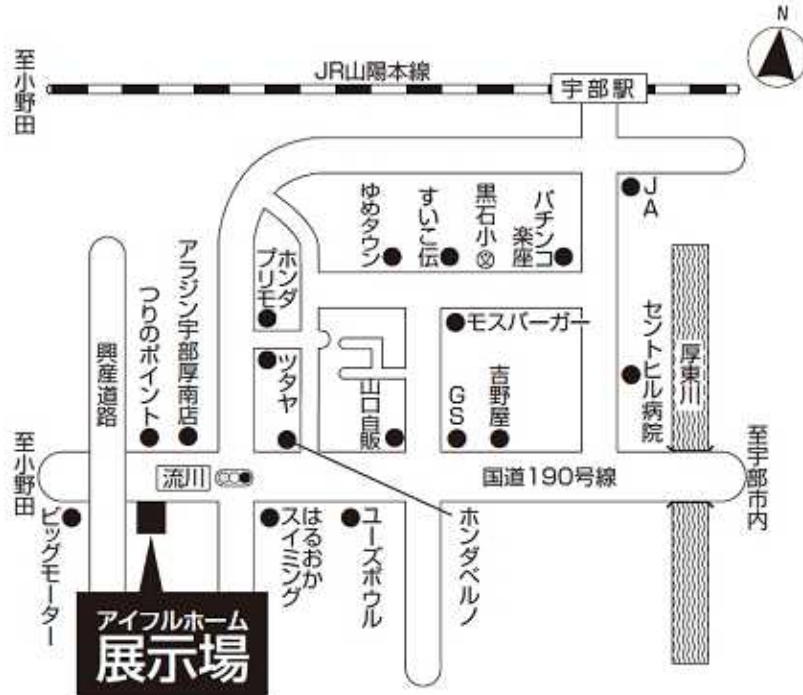 N
至小野田
JR山陽本線
宇部駅
JA
ゆめタウン
すいこ伝
黒石小
パチンコ
楽座
ホンダ
プリモ
アラジン宇部厚南店
つりのポイント
興産道路
モスバーガー
セントヒル病院
厚東川
ツタヤ
山口自販
GS
吉野屋
至小野田
流川
国道190号線
至宇部市内
ビッグモーター
はるおか
スイミング
ユーズボウル
ホンダベルノ
アイフルホーム
展示場